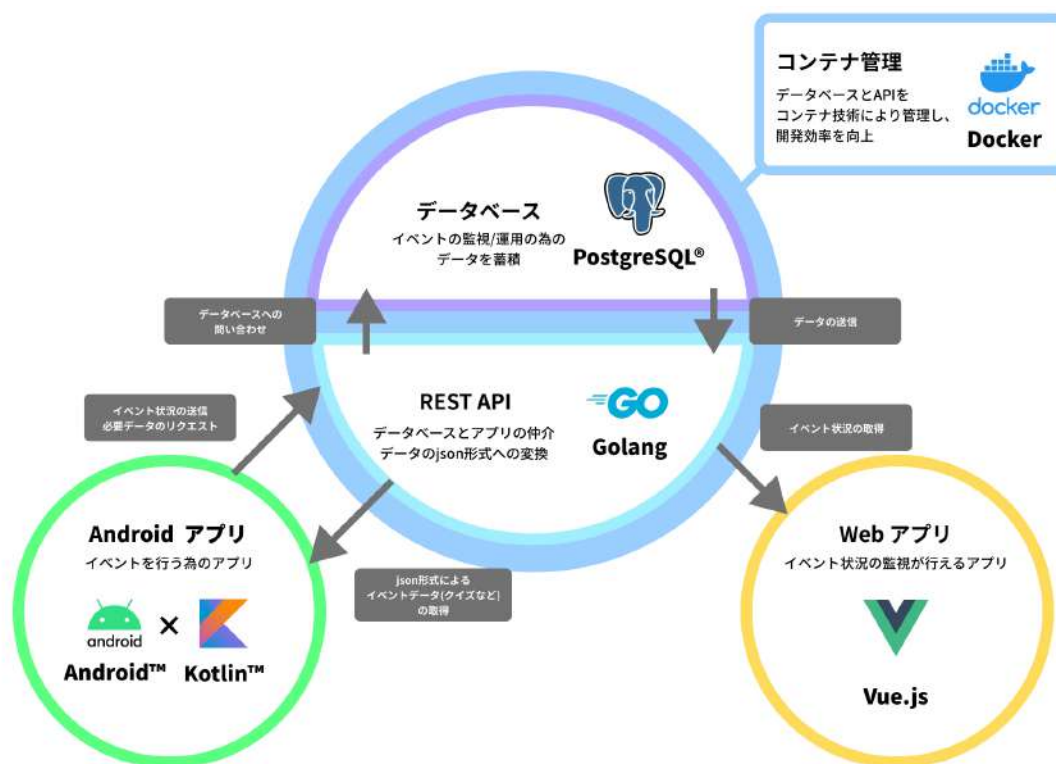 コンテナ管理
データベースとAPIを
コンテナ技術により管理し、
開発効率を向上
docker
Docker
データベース
イベントの監視/運用の為の
データを蓄積
PostgreSQL®
データベースへの
問い合わせ
データの送信
REST API
データベースとアプリの仲介
データのjson形式への変換
GO
Golang
イベント状況の送信
必要データのリクエスト
イベント状況の取得
Android アプリ
イベントを行う為のアプリ
android
×
Android™
Kotlin™
json形式による
イベントデータ(クイズなど)
の取得
Web アプリ
イベント状況の監視が行えるアプリ
Vue.js